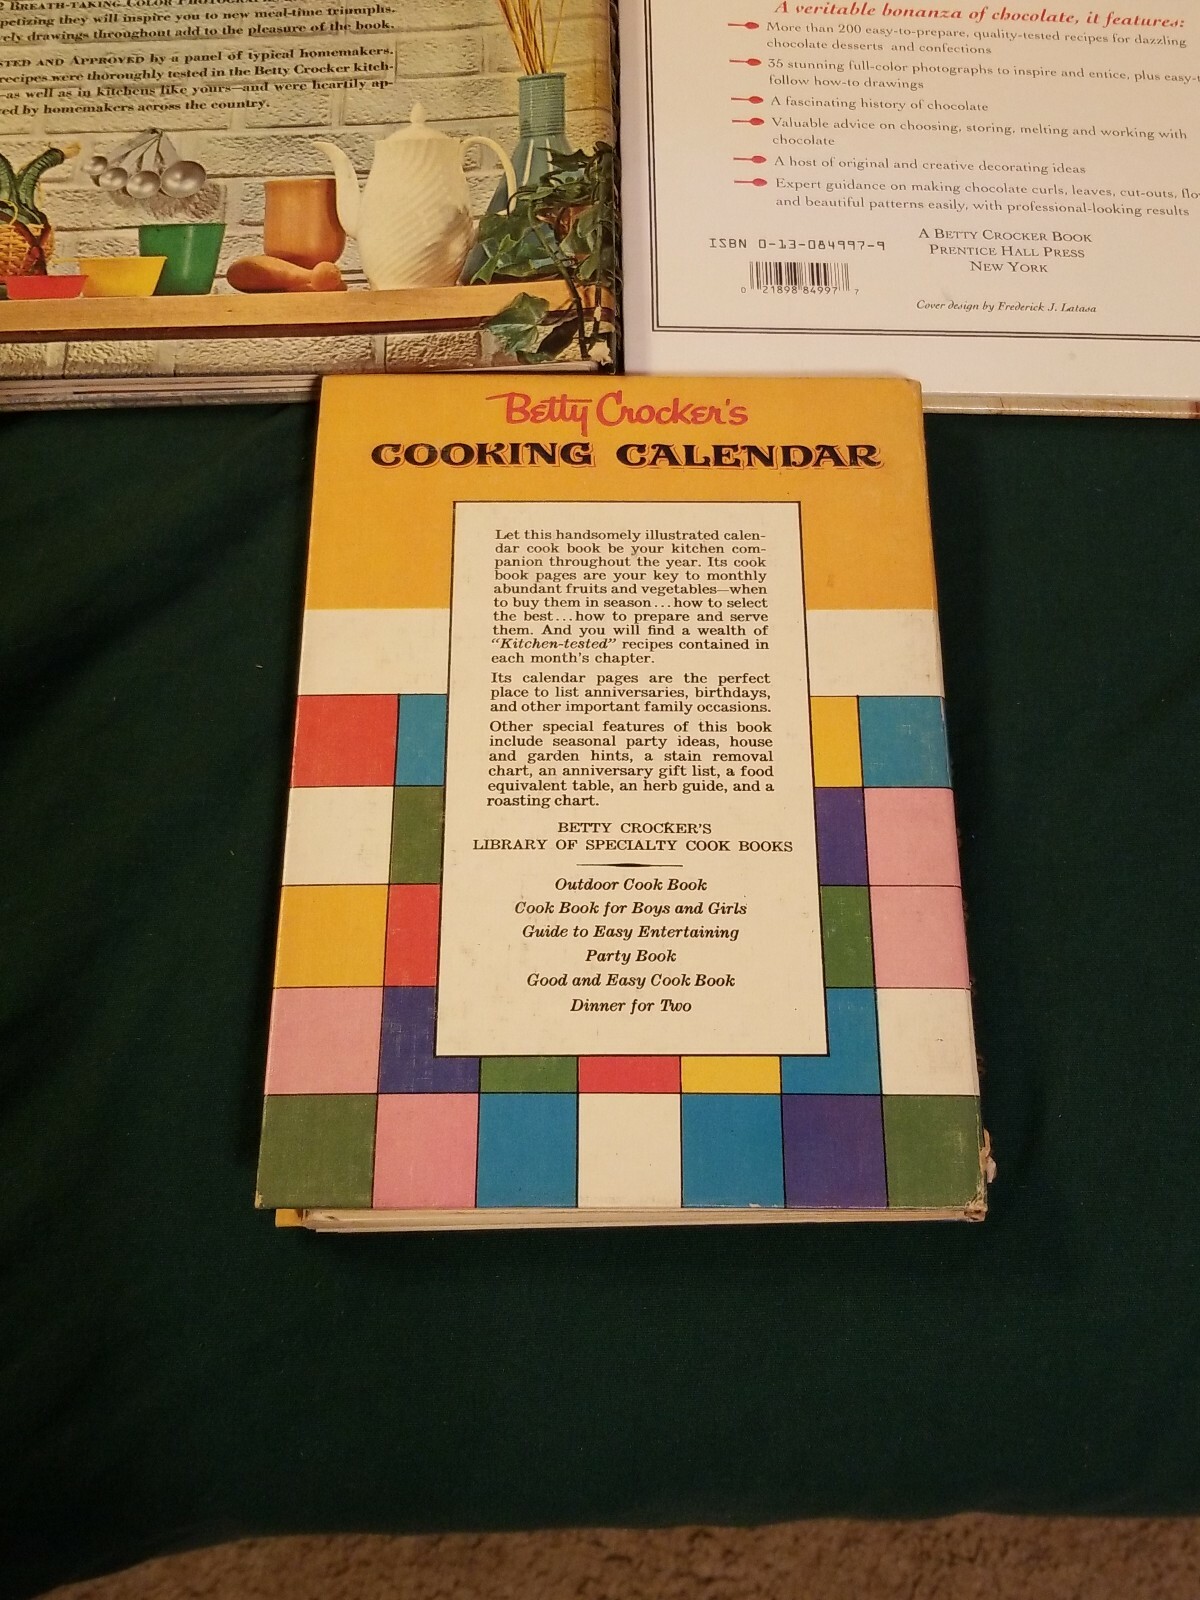 BREATH-TAKING COLOR
petizing they will inspire you to new meal-time triumphs.
ely drawings throughout add to the pleasure of the book.
TED AND APPROVED by a panel of typical homemakers.
recipes were thoroughly tested in the Betty Crocker kitch-
—as well as in kitchens like yours—and were heartily ap-
ed by homemakers across the country.
A veritable bonanza of chocolate, it features:
More than 200 easy-to-prepare, quality-tested recipes for dazzling
chocolate desserts and confections
35 stunning full-color photographs to inspire and entice, plus easy-t
follow how-to drawings
A fascinating history of chocolate
Valuable advice on choosing, storing, melting and working with
chocolate
A host of original and creative decorating ideas
Expert guidance on making chocolate curls, leaves, cut-outs, flo
and beautiful patterns easily, with professional-looking results
ISBN 0-13-084997-9
0 21898 84997 7
A BETTY CROCKER BOOK
PRENTICE HALL PRESS
NEW YORK
Cover design by Frederick J. Latasa
Betty Crocker's
COOKING CALENDAR
Let this handsomely illustrated calen-
dar cook book be your kitchen com-
panion throughout the year. Its cook
book pages are your key to monthly
abundant fruits and vegetables—when
to buy them in season...how to select
the best...how to prepare and serve
them. And you will find a wealth of
"Kitchen-tested" recipes contained in
each month's chapter.
Its calendar pages are the perfect
place to list anniversaries, birthdays,
and other important family occasions.
Other special features of this book
include seasonal party ideas, house
and garden hints, a stain removal
chart, an anniversary gift list, a food
equivalent table, an herb guide, and a
roasting chart.
BETTY CROCKER'S
LIBRARY OF SPECIALTY COOK BOOKS
Outdoor Cook Book
Cook Book for Boys and Girls
Guide to Easy Entertaining
Party Book
Good and Easy Cook Book
Dinner for Two